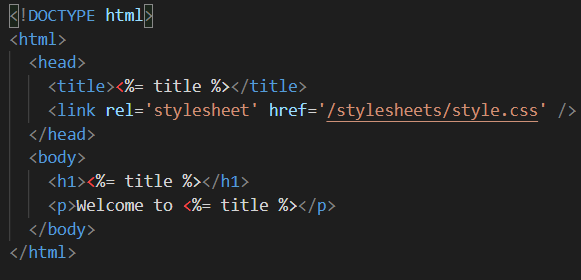 <!DOCTYPE html>
<html>
  <head>
    <title><%= title %></title>
    <link rel='stylesheet' href='/stylesheets/style.css' />
  </head>
  <body>
    <h1><%= title %></h1>
    <p>Welcome to <%= title %></p>
  </body>
</html>